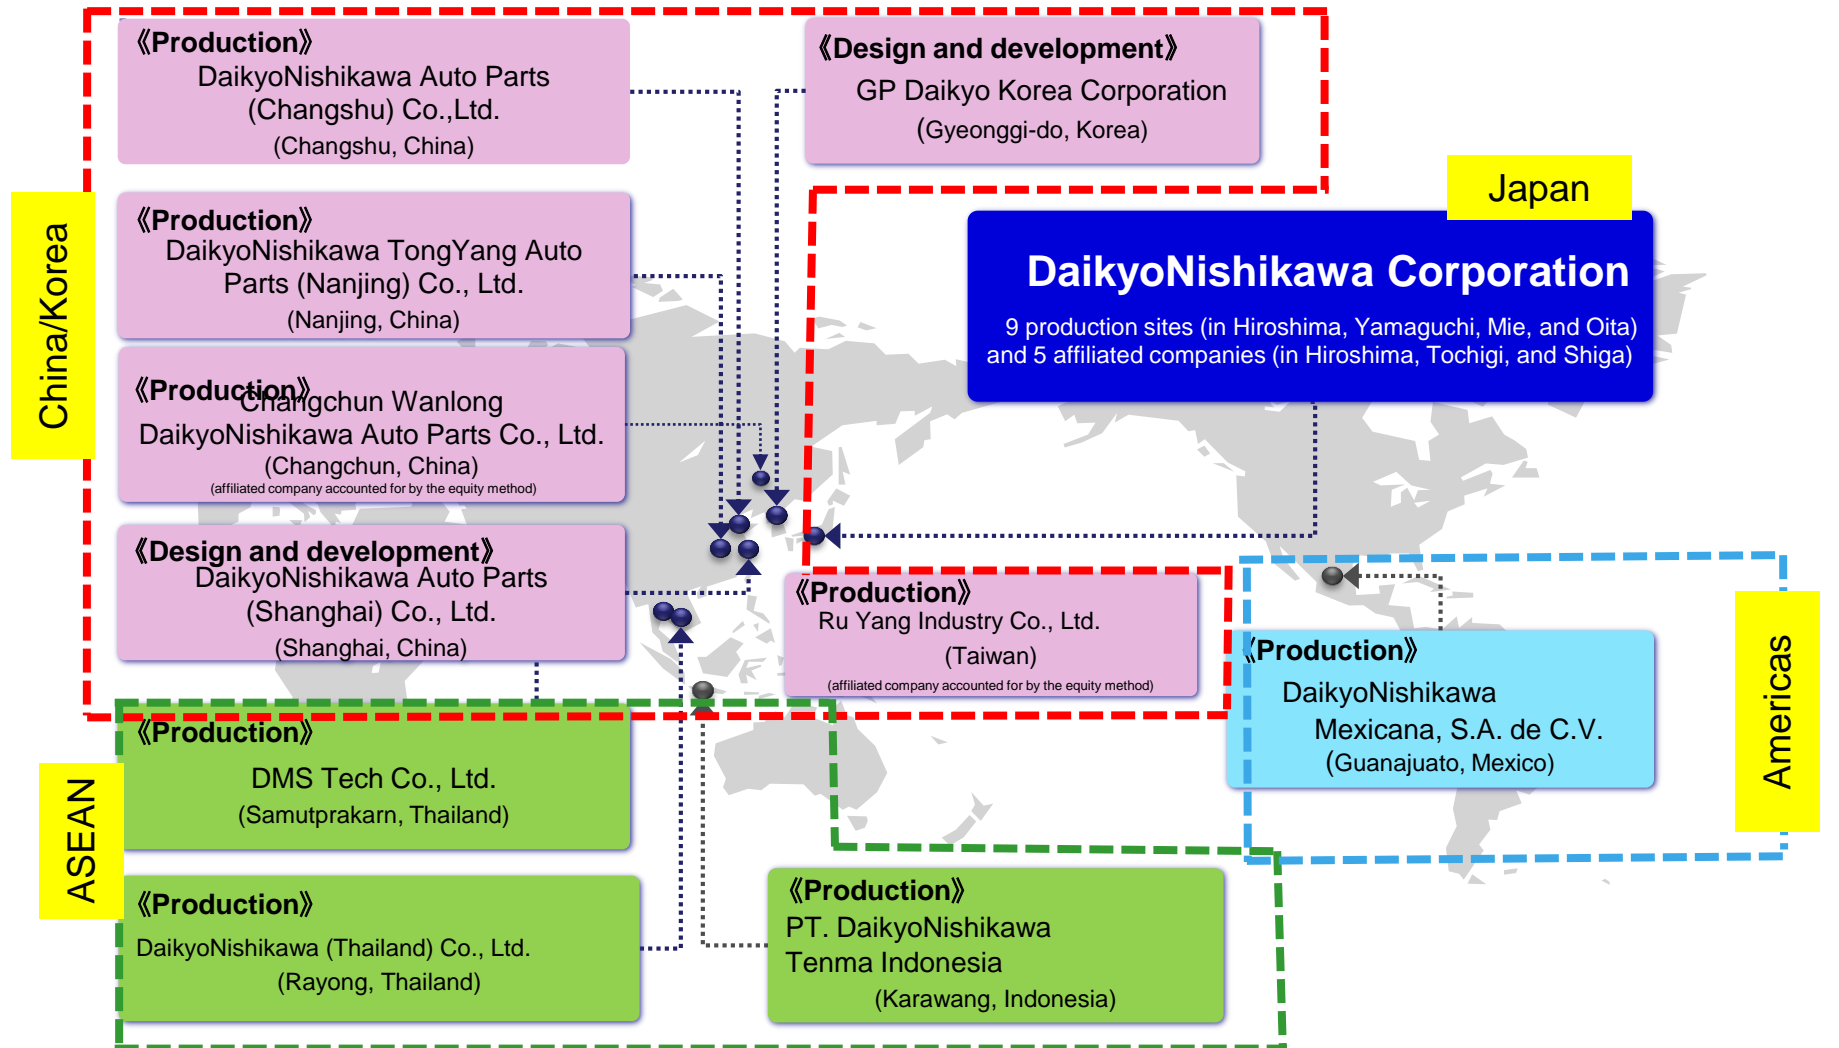 《Production》
DaikyoNishikawa Auto Parts
(Changshu) Co.,Ltd.
(Changshu, China)
《Design and development》
GP Daikyo Korea Corporation
(Gyeonggi-do, Korea)
Japan
DaikyoNishikawa Corporation
9 production sites (in Hiroshima, Yamaguchi, Mie, and Oita)
and 5 affiliated companies (in Hiroshima, Tochigi, and Shiga)
China/Korea
《Production》
DaikyoNishikawa TongYang Auto
Parts (Nanjing) Co., Ltd.
(Nanjing, China)
《Production》
Changchun Wanlong
DaikyoNishikawa Auto Parts Co., Ltd.
(Changchun, China)
(affiliated company accounted for by the equity method)
《Design and development》
DaikyoNishikawa Auto Parts
(Shanghai) Co., Ltd.
(Shanghai, China)
《Production》
Ru Yang Industry Co., Ltd.
(Taiwan)
(affiliated company accounted for by the equity method)
《Production》
DaikyoNishikawa
Mexicana, S.A. de C.V.
(Guanajuato, Mexico)
Americas
ASEAN
《Production》
DMS Tech Co., Ltd.
(Samutprakarn, Thailand)
《Production》
DaikyoNishikawa (Thailand) Co., Ltd.
(Rayong, Thailand)
《Production》
PT. DaikyoNishikawa
Tenma Indonesia
(Karawang, Indonesia)